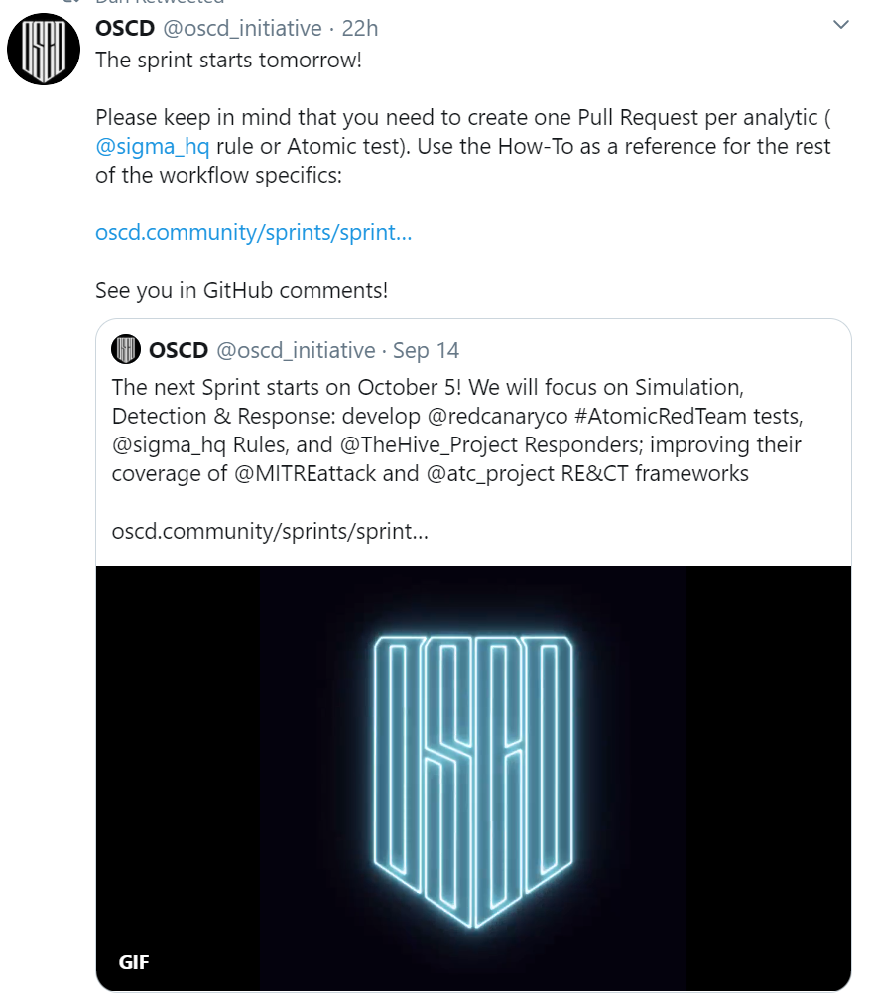 Dan Retweeted
OSCD @oscd_initiative · 22h
The sprint starts tomorrow!
Please keep in mind that you need to create one Pull Request per analytic (
@sigma_hq rule or Atomic test). Use the How-To as a reference for the rest
of the workflow specifics:
oscd.community/sprints/sprint...
See you in GitHub comments!
OSCD @oscd_initiative · Sep 14
The next Sprint starts on October 5! We will focus on Simulation,
Detection & Response: develop @redcanaryco #AtomicRedTeam tests,
@sigma_hq Rules, and @TheHive_Project Responders; improving their
coverage of @MITREattack and @atc_project RE&CT frameworks
oscd.community/sprints/sprint...
OSCD
GIF